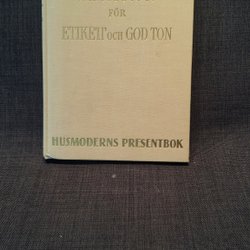 FÖR
ETIKETT OCH GOD TON
HUSMODERNS PRESENTBOK